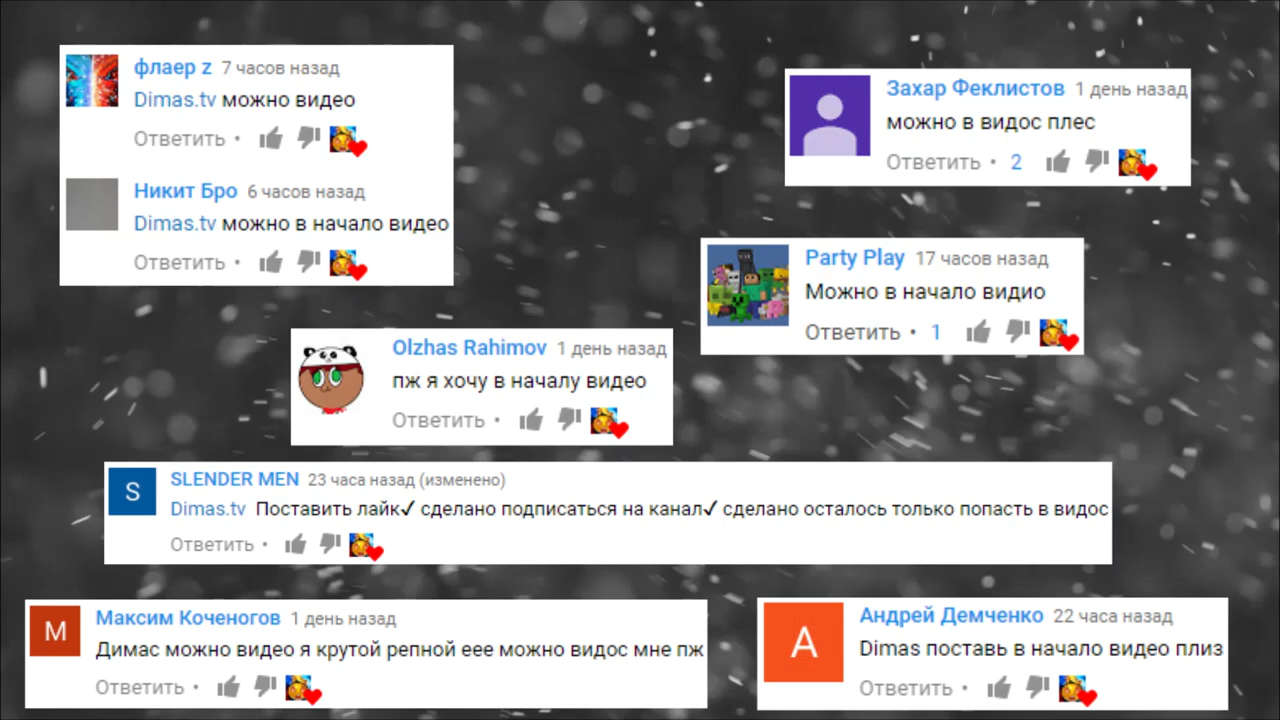 флаер z 7 часов назад
Dimas.tv можно видео
Ответить •
Никит Бро 6 часов назад
Dimas.tv можно в начало видео
Ответить •
Захар Феклистов 1 день назад
можно в видос плес
Ответить • 2
Party Play 17 часов назад
Можно в начало видио
Ответить • 1
Olzhas Rahimov 1 день назад
пж я хочу в началу видео
Ответить •
S
SLENDER MEN 23 часа назад (изменено)
Dimas.tv Поставить лайк✓ сделано подписаться на канал✓ сделано осталось только попасть в видос
Ответить •
М
Максим Коченогов 1 день назад
Димас можно видео я крутой репной еее можно видос мне пж
Ответить •
А
Андрей Демченко 22 часа назад
Dimas поставь в начало видео плиз
Ответить •